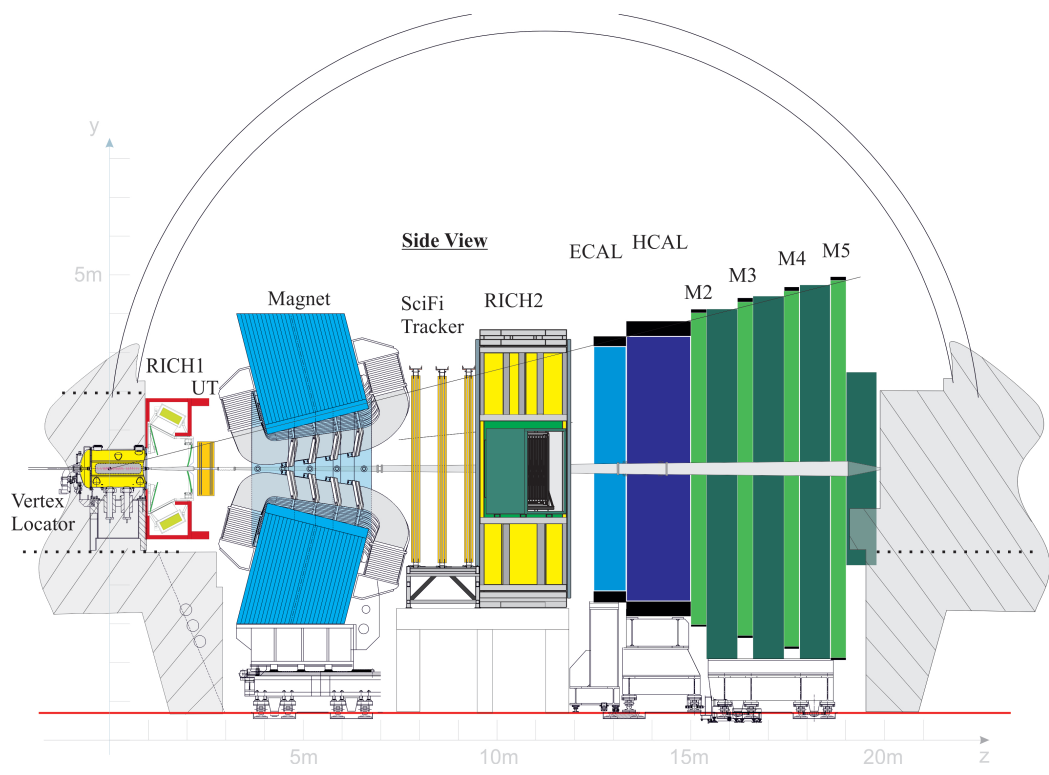 y
Side View
ECAL
HCAL
M5
M4
M3
M2
5m
Magnet
SciFi
Tracker
RICH2
RICH1
UT
Vertex
Locator
5m
10m
15m
20m
z